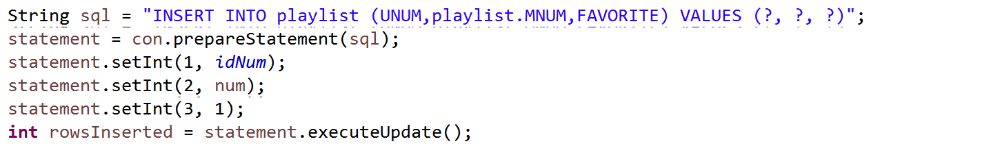 String sql = "INSERT INTO playlist (UNUM,playlist.MNUM,FAVORITE) VALUES (?, ?, ?)";
statement = con.prepareStatement(sql);
statement.setInt(1, idNum);
statement.setInt(2, num);
statement.setInt(3, 1);
int rowsInserted = statement.executeUpdate();